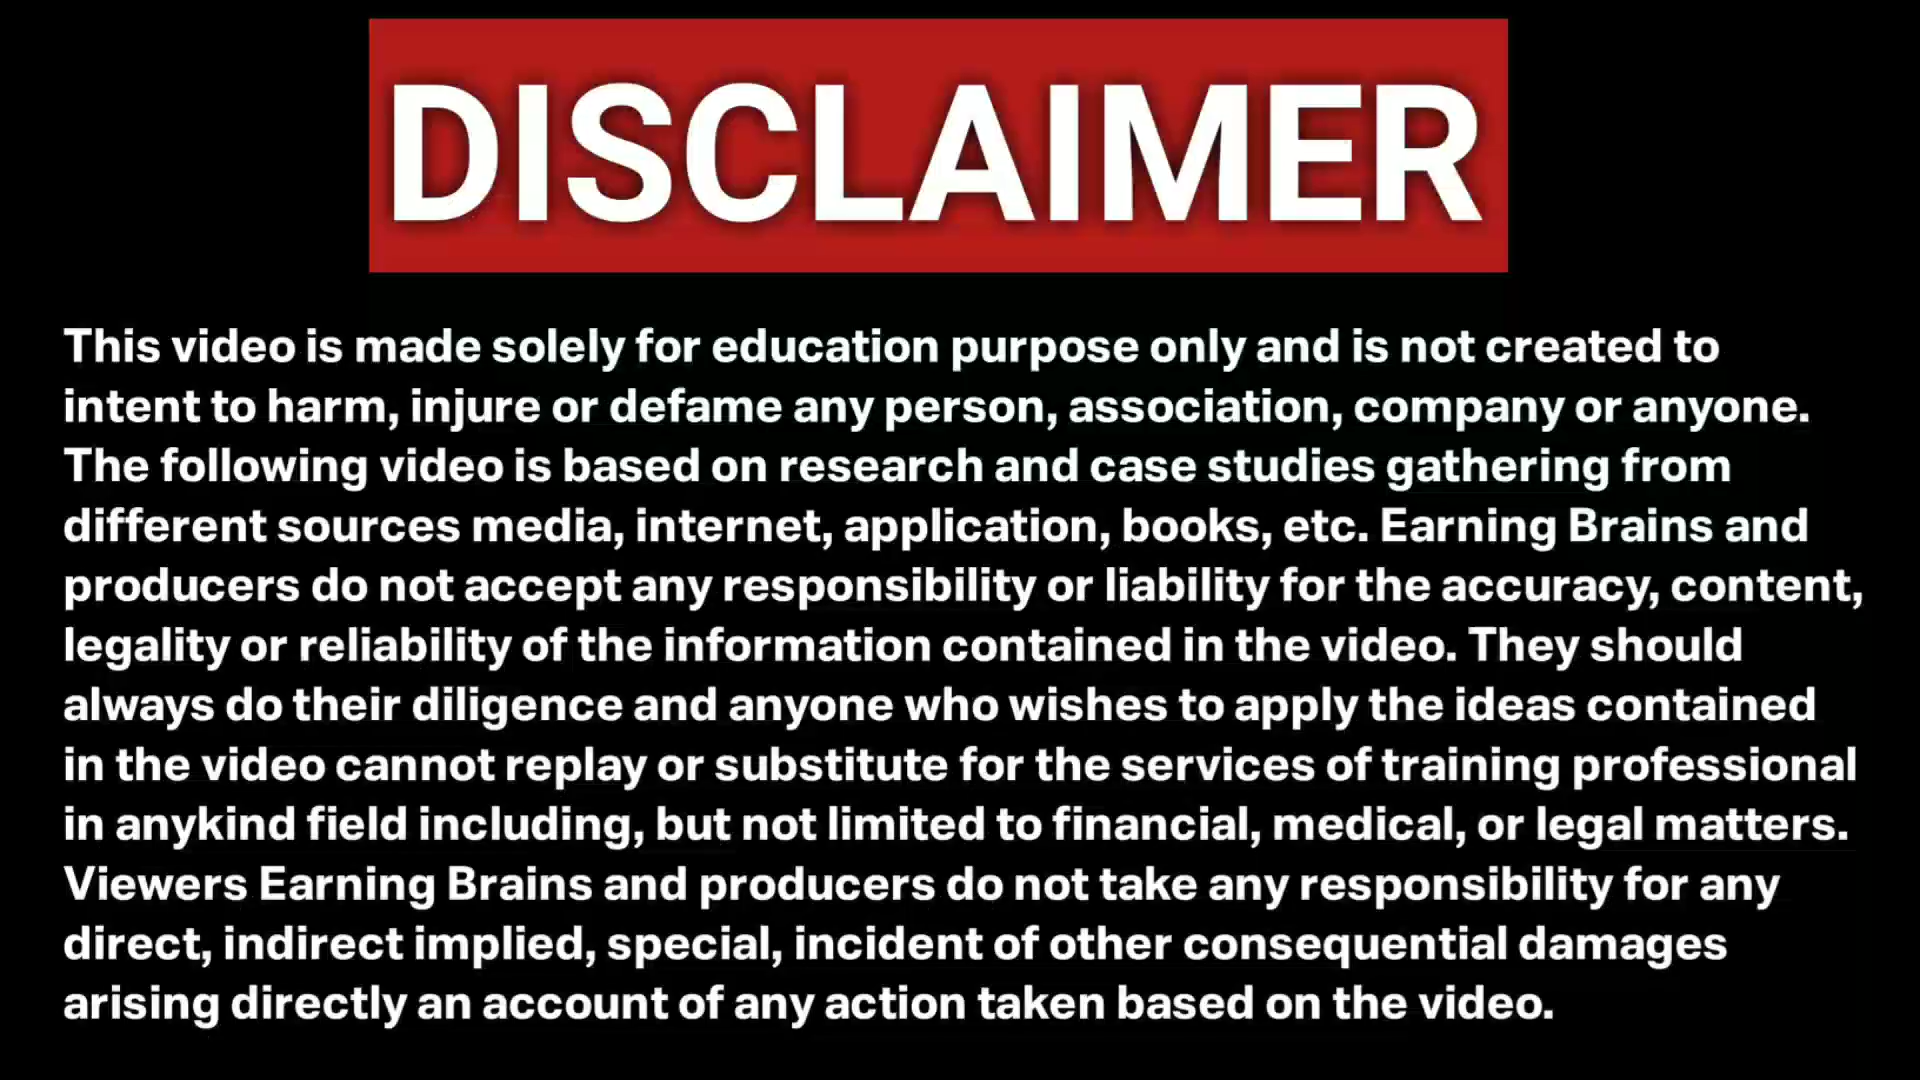 DISCLAIMER
This video is made solely for education purpose only and is not created to
intent to harm, injure or defame any person, association, company or anyone.
The following video is based on research and case studies gathering from
different sources media, internet, application, books, etc. Earning Brains and
producers do not accept any responsibility or liability for the accuracy, content,
legality or reliability of the information contained in the video. They should
always do their diligence and anyone who wishes to apply the ideas contained
in the video cannot replay or substitute for the services of training professional
in anykind field including, but not limited to financial, medical, or legal matters.
Viewers Earning Brains and producers do not take any responsibility for any
direct, indirect implied, special, incident of other consequential damages
arising directly an account of any action taken based on the video.